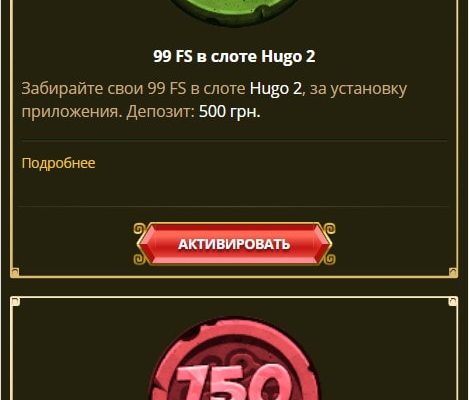 99 FS в слоте Hugo 2
Забирайте свои 99 FS в слоте Hugo 2, за установку
приложения. Депозит: 500 грн.
Подробнее
АКТИВИРОВАТЬ
750